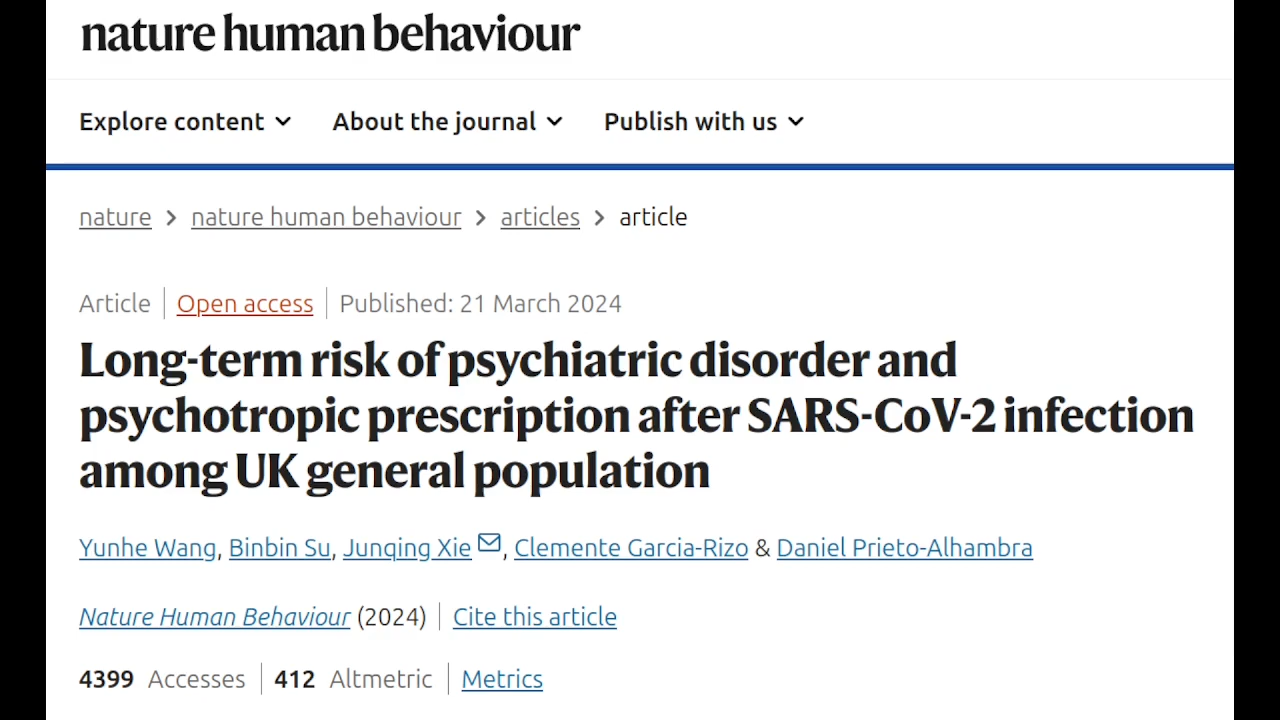 nature human behaviour
Explore content About the journal Publish with us
nature > nature human behaviour > articles > article
Article | Open access | Published: 21 March 2024
Long-term risk of psychiatric disorder and
psychotropic prescription after SARS-CoV-2 infection
among UK general population
Yunhe Wang, Binbin Su, Junqing Xie, Clemente Garcia-Rizo & Daniel Prieto-Alhambra
Nature Human Behaviour (2024) | Cite this article
4399 Accesses | 412 Altmetric | Metrics